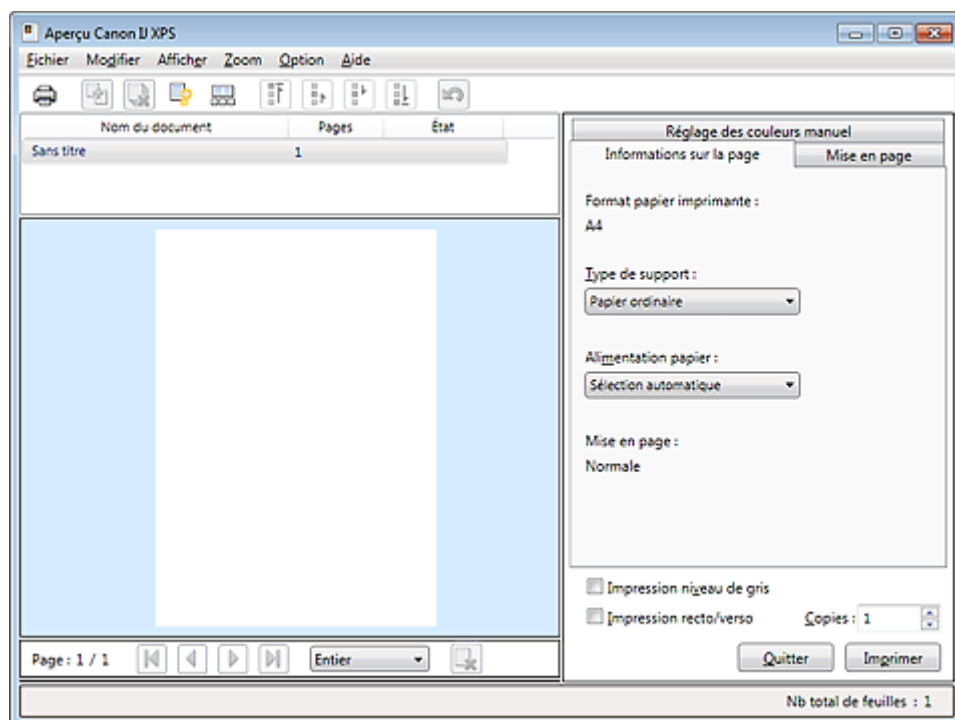 Aperçu Canon IJ XPS
Fichier Modifier Afficher Zoom Option Aide
Nom du document Pages État
Sans titre 1
Réglage des couleurs manuel
Informations sur la page Mise en page
Format papier imprimante :
A4
Type de support :
Papier ordinaire
Alimentation papier :
Sélection automatique
Mise en page :
Normale
Impression niveau de gris
Impression recto/verso Copies : 1
Page : 1 / 1 Entier Quitter Imprimer
Nb total de feuilles : 1